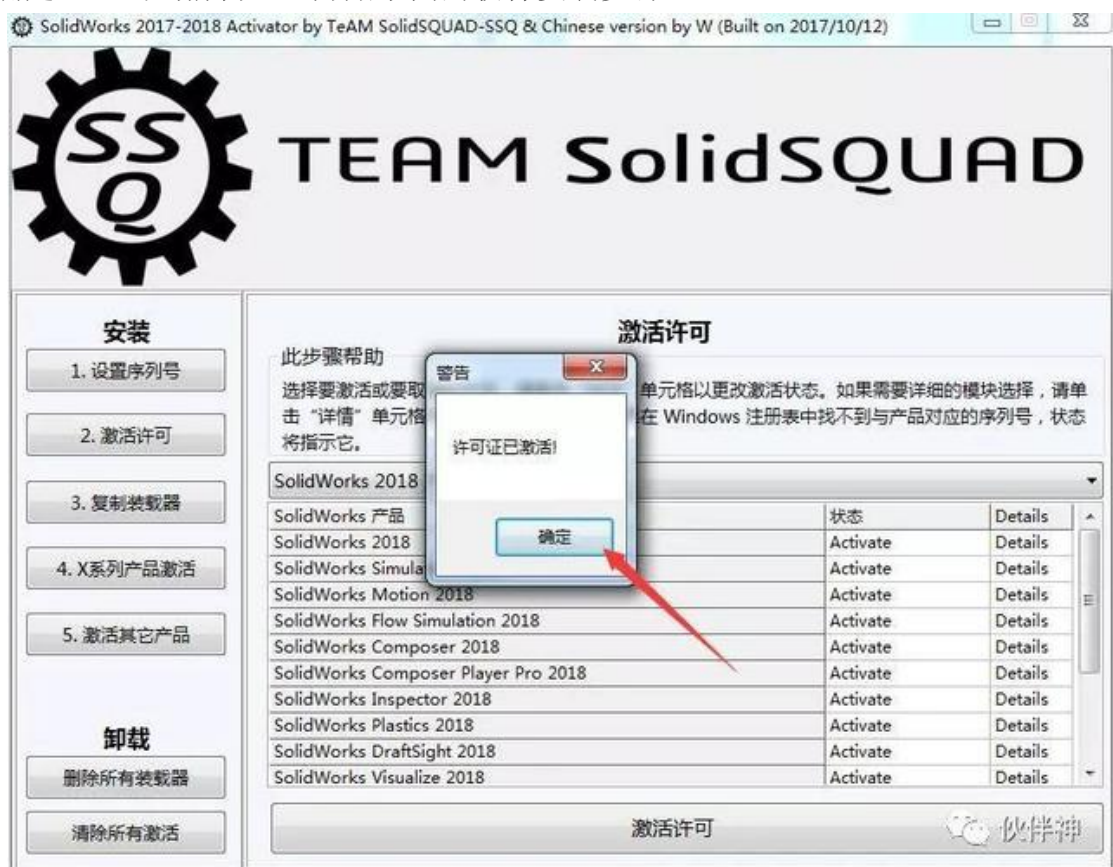 SolidWorks 2017-2018 Activator by TeAM SolidSQUAD-SSQ & Chinese version by W (Built on 2017/10/12)
SSQ
TEAM SolidSQUAD
安装
1. 设置序列号
2. 激活许可
3. 复制装载器
4. X系列产品激活
5. 激活其它产品
卸载
删除所有装载器
清除所有激活
激活许可
此步骤帮助
选择要激活或要取
单元格以更改激活状态。如果需要详细的模块选择，请单
击“详情”单元格
在 Windows 注册表中找不到与产品对应的序列号，状态
将指示它。
警告
许可证已激活!
确定
SolidWorks 2018
SolidWorks 产品 状态 Details
SolidWorks 2018 Activate Details
SolidWorks Simula Activate Details
SolidWorks Motion 2018 Activate Details
SolidWorks Flow Simulation 2018 Activate Details
SolidWorks Composer 2018 Activate Details
SolidWorks Composer Player Pro 2018 Activate Details
SolidWorks Inspector 2018 Activate Details
SolidWorks Plastics 2018 Activate Details
SolidWorks DraftSight 2018 Activate Details
SolidWorks Visualize 2018 Activate Details
激活许可
伙伴神